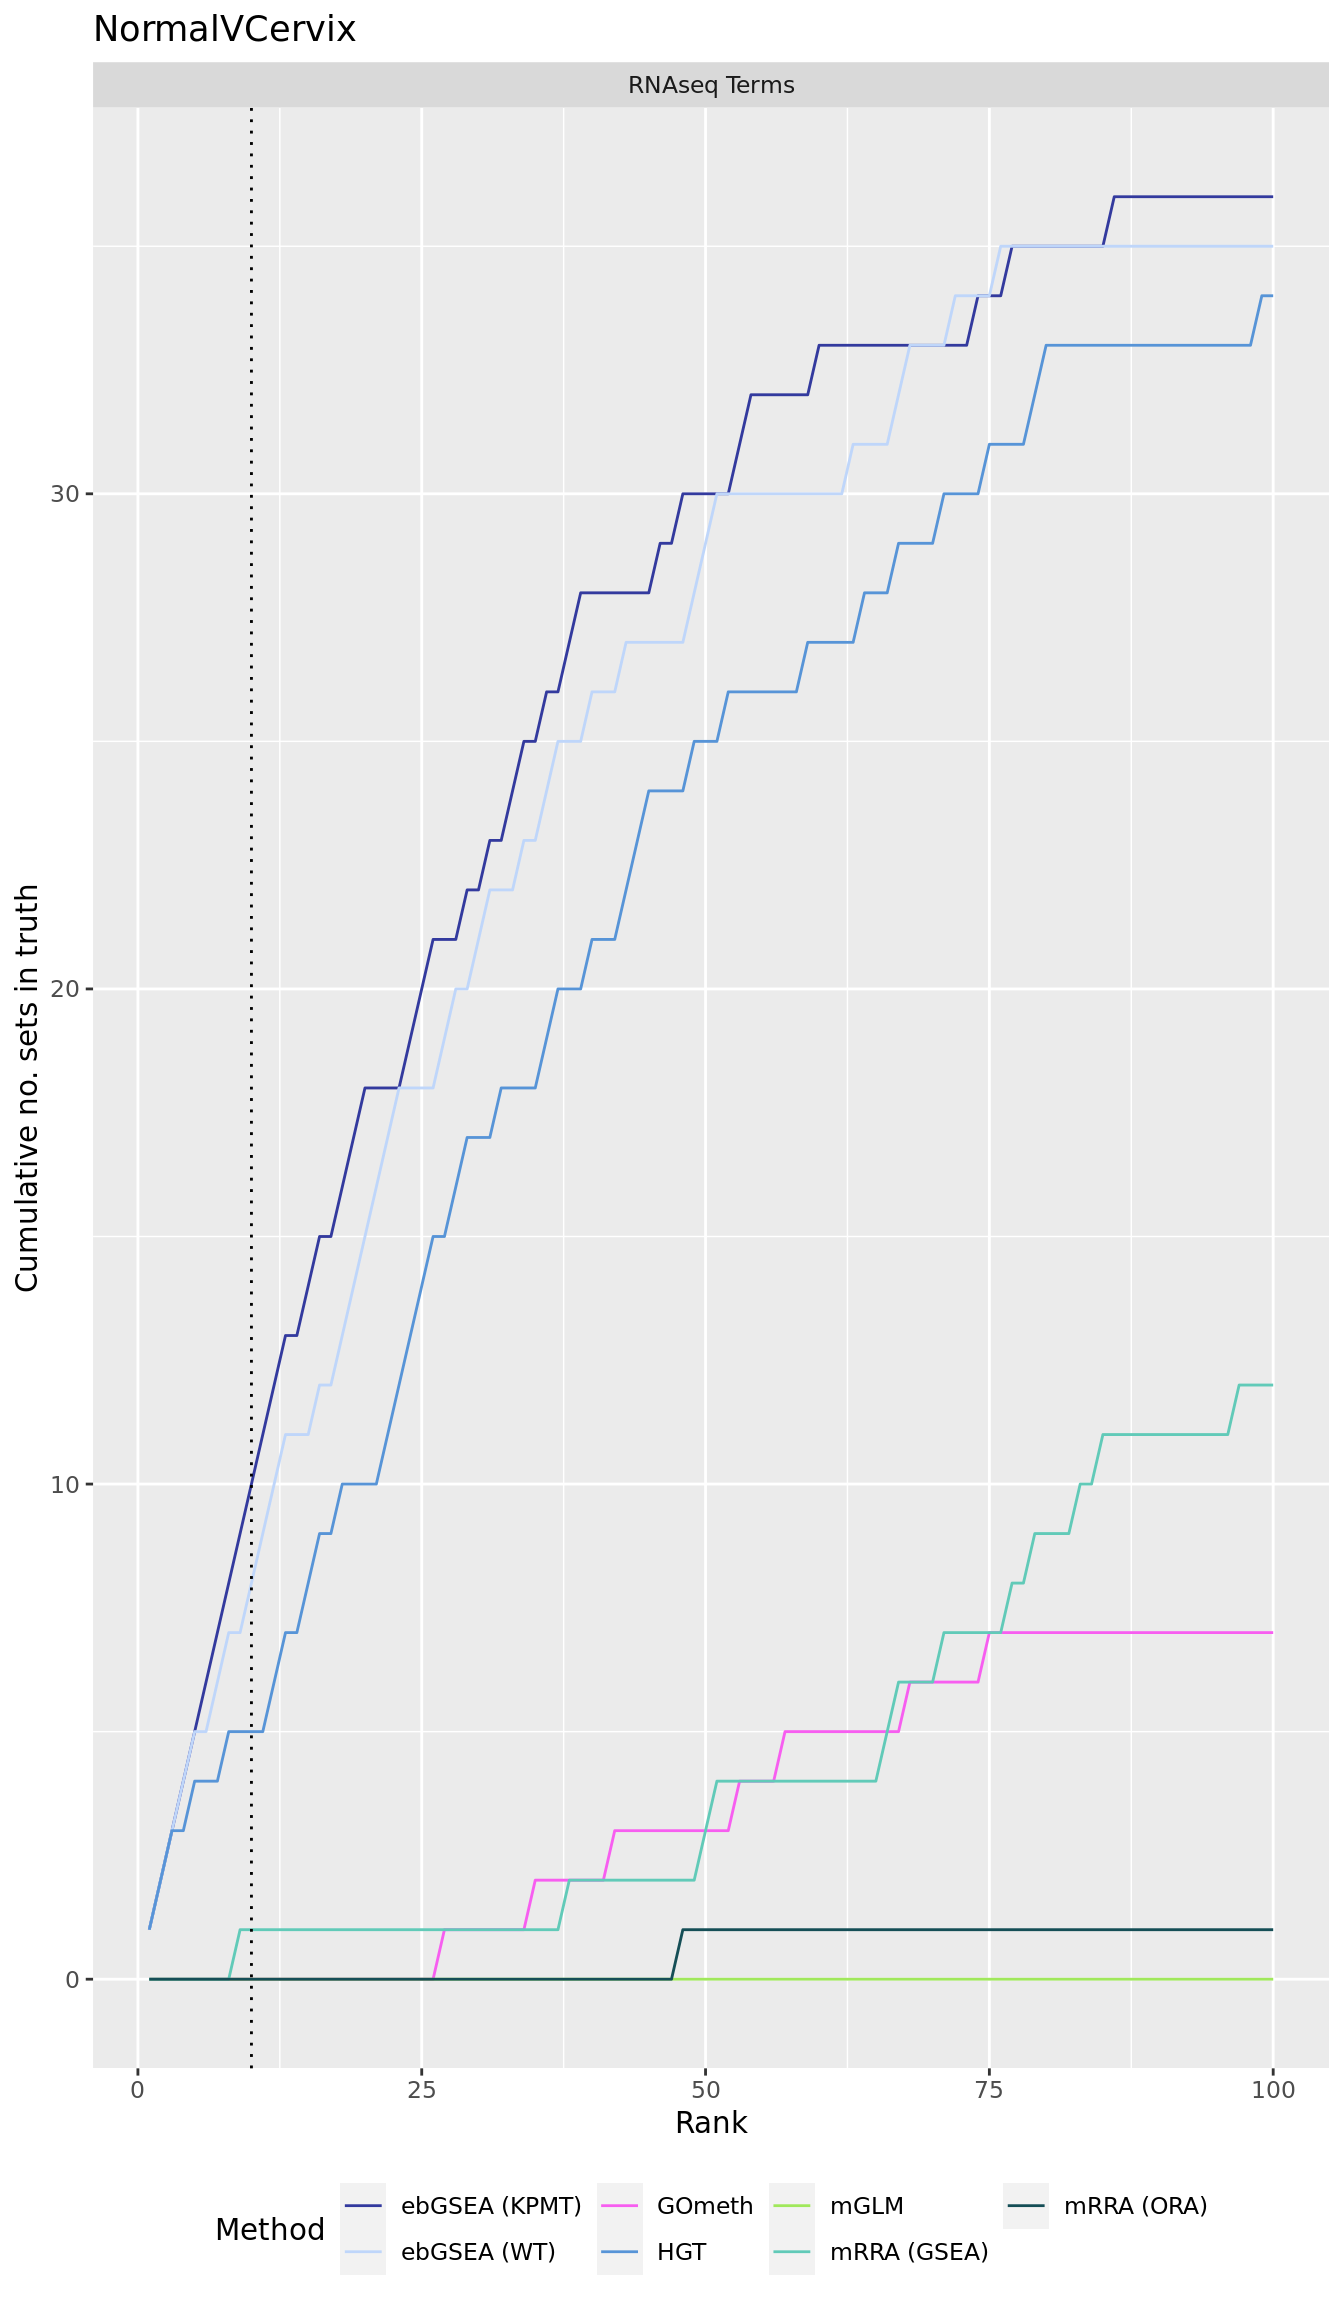 NormalVCervix
RNAseq Terms
Cumulative no. sets in truth
30
20
10
0
0 25 50 75 100
Rank
Method
ebGSEA (KPMT) GOmeth mGLM mRRA (ORA)
ebGSEA (WT) HGT mRRA (GSEA)